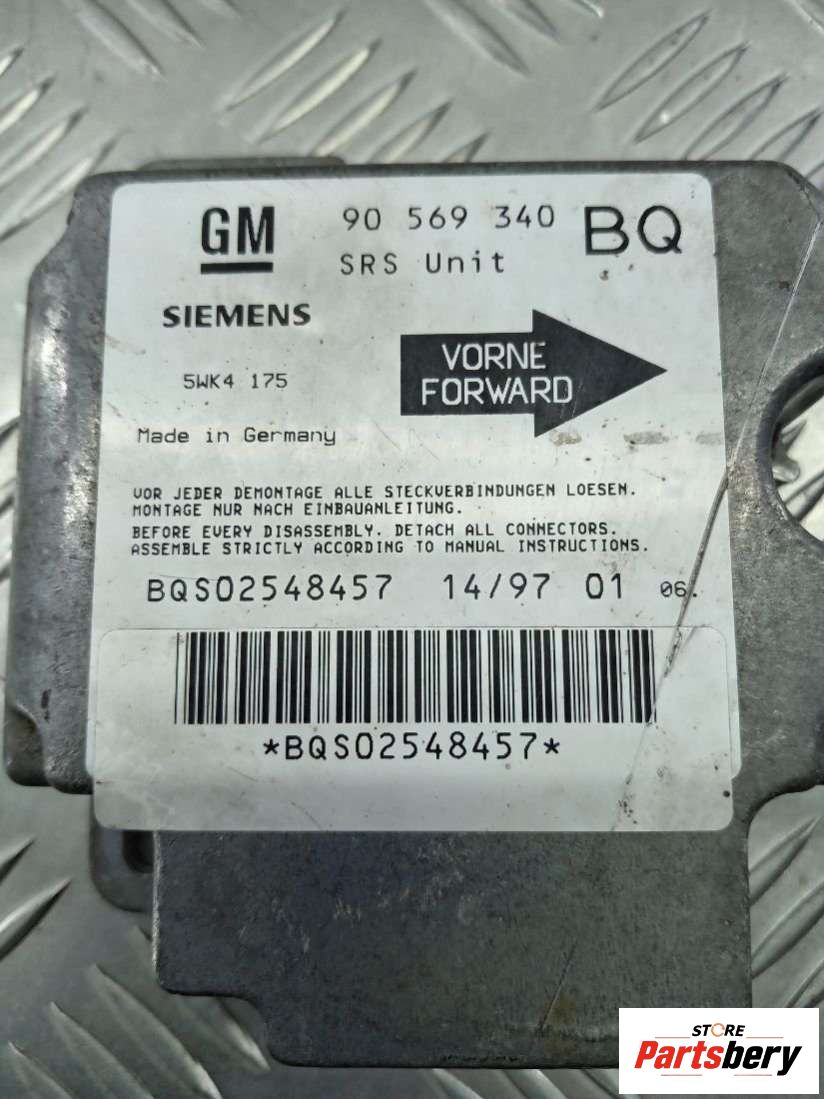 GM 90 569 340 BQ
SRS Unit
SIEMENS
VORNE
FORWARD
5WK4 175
Made in Germany
VOR JEDER DEMONTAGE ALLE STECKVERBINDUNGEN LOESEN.
MONTAGE NUR NACH EINBAUANLEITUNG.
BEFORE EVERY DISASSEMBLY. DETACH ALL CONNECTORS.
ASSEMBLE STRICTLY ACCORDING TO MANUAL INSTRUCTIONS.
BQS02548457 14/97 01 06.
*BQS02548457*
STORE
Partsbery